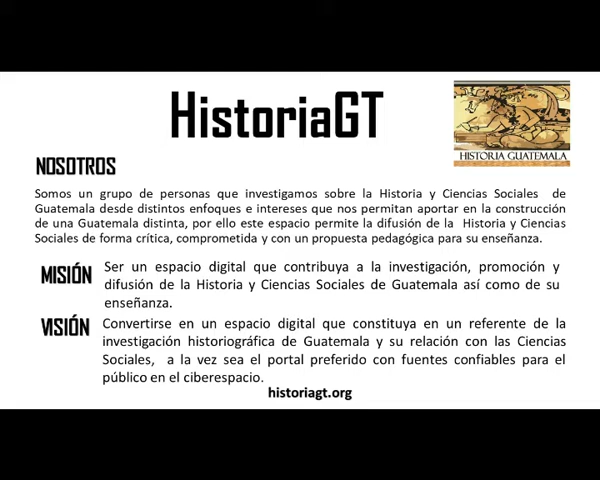 HistoriaGT
HISTORIA GUATEMALA
NOSOTROS
Somos un grupo de personas que investigamos sobre la Historia y Ciencias Sociales de
Guatemala desde distintos enfoques e intereses que nos permitan aportar en la construcción
de una Guatemala distinta, por ello este espacio permite la difusión de la Historia y Ciencias
Sociales de forma crítica, comprometida y con un propuesta pedagógica para su enseñanza.
MISIÓN
Ser un espacio digital que contribuya a la investigación, promoción y
difusión de la Historia y Ciencias Sociales de Guatemala así como de su
enseñanza.
VISIÓN
Convertirse en un espacio digital que constituya en un referente de la
investigación historiográfica de Guatemala y su relación con las Ciencias
Sociales, a la vez sea el portal preferido con fuentes confiables para el
público en el ciberespacio.
historiagt.org